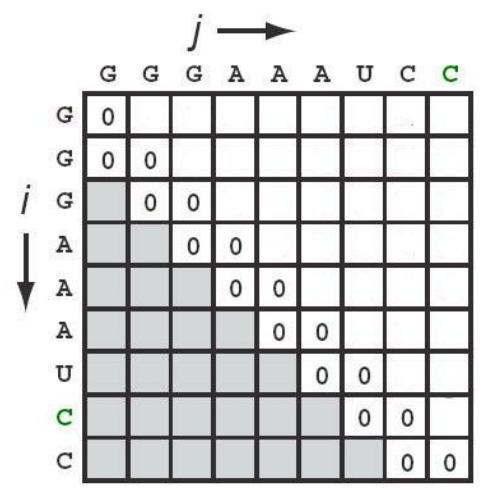 j
G G G A A A U C C
G 0
G 0 0
i G 0 0
A 0 0
A 0 0
A 0 0
U 0 0
C 0 0
C 0 0